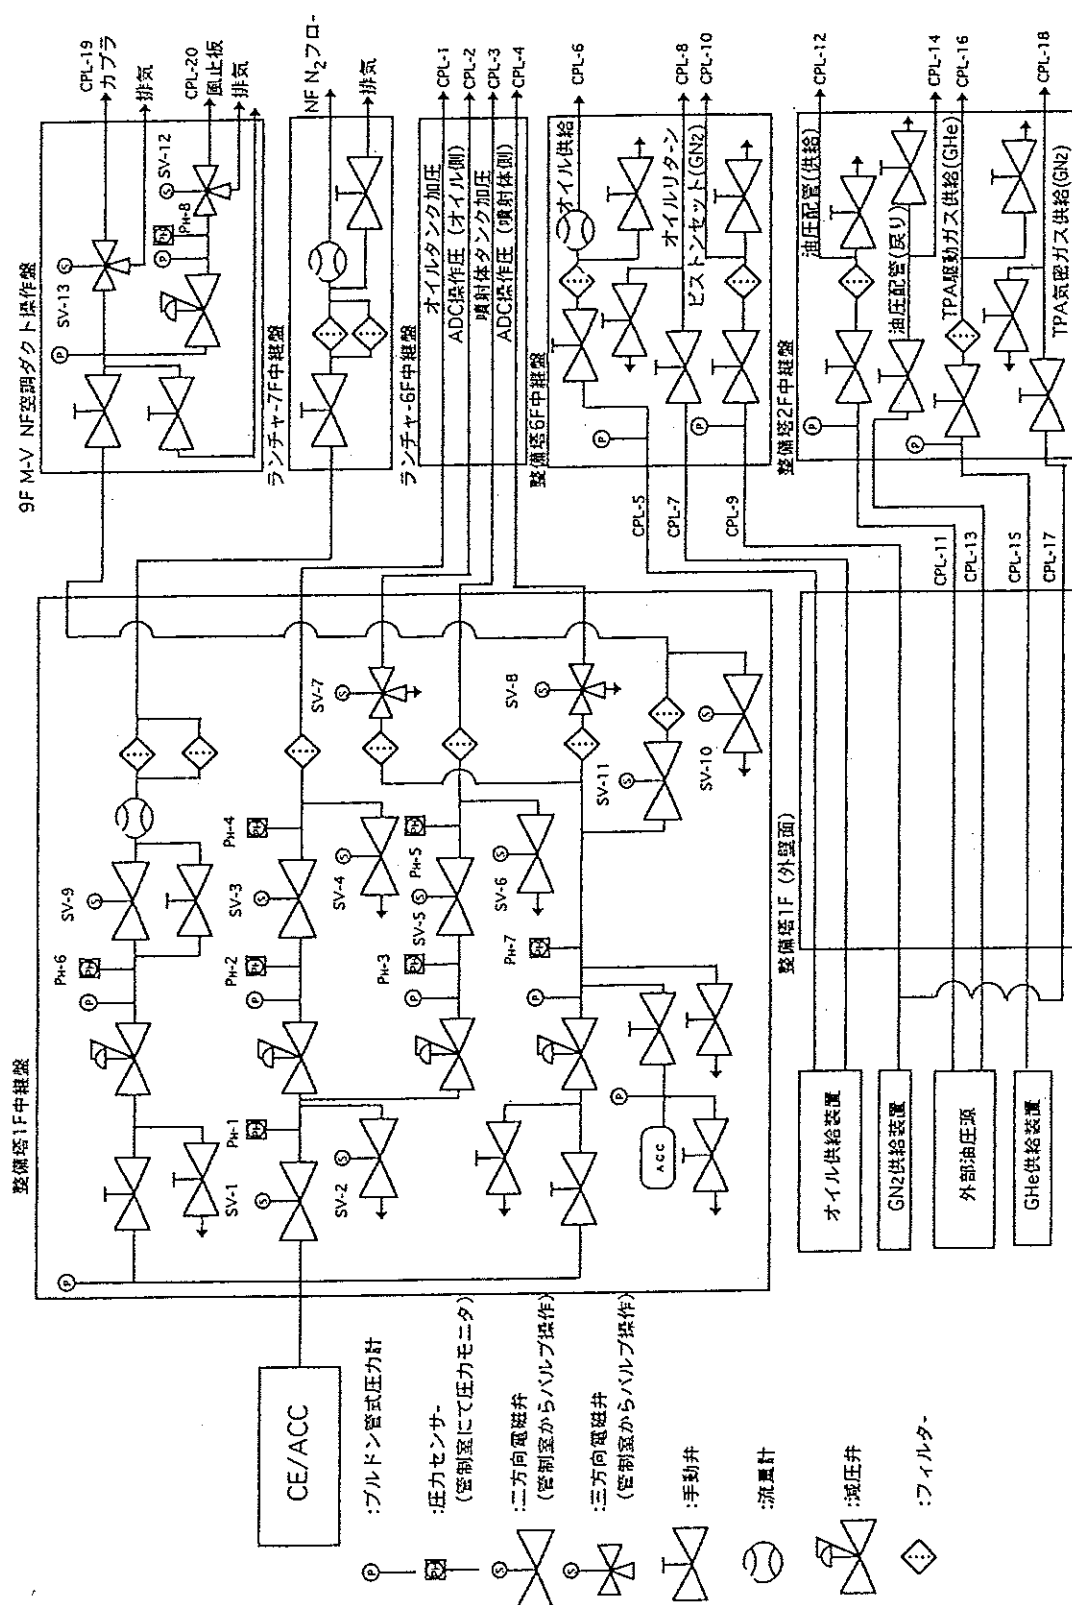 9F M-V NF空調ダクト操作盤
SV-13
P
S
CPL-19
カプラ
排気
PH-8
SV-12
S
P
PH
CPL-20
風止板
排気
ランチャ-7F中継盤
NF N2フロ-
排気
ランチャ-6F中継盤
オイルタンク加圧
CPL-1
ADC操作圧 (オイル側)
CPL-2
噴射体タンク加圧
CPL-3
ADC操作圧 (噴射体側)
CPL-4
整備塔6F中継盤
CPL-5
P
オイル供給
CPL-6
CPL-7
オイルリターン
CPL-8
CPL-9
P
ピストンセット(GN2)
CPL-10
整備塔2F中継盤
CPL-11
P
油圧配管(供給)
CPL-12
CPL-13
油圧配管(戻り)
CPL-14
CPL-15
P
TPA駆動ガス供給(GHe)
CPL-16
CPL-17
TPA気密ガス供給(GN2)
CPL-18
整備塔1F中継盤
P
PH-6
P
PH
SV-9
S
SV-1
S
PH-1
PH
SV-2
S
PH-2
P
PH
SV-3
S
PH-4
PH
SV-4
S
PH-3
P
PH
SV-5
S
PH-5
PH
SV-6
S
SV-7
S
PH-7
P
PH
SV-8
S
P
ACC
SV-11
S
SV-10
S
整備塔1F (外壁面)
オイル供給装置
GN2供給装置
外部油圧源
GHe供給装置
CE/ACC
P
:ブルドン管式圧力計
PH
:圧力センサー
(管制室にて圧力モニタ)
S
:二方向電磁弁
(管制室からバルブ操作)
S
:三方向電磁弁
(管制室からバルブ操作)
:手動弁
:流量計
:減圧弁
:フィルター